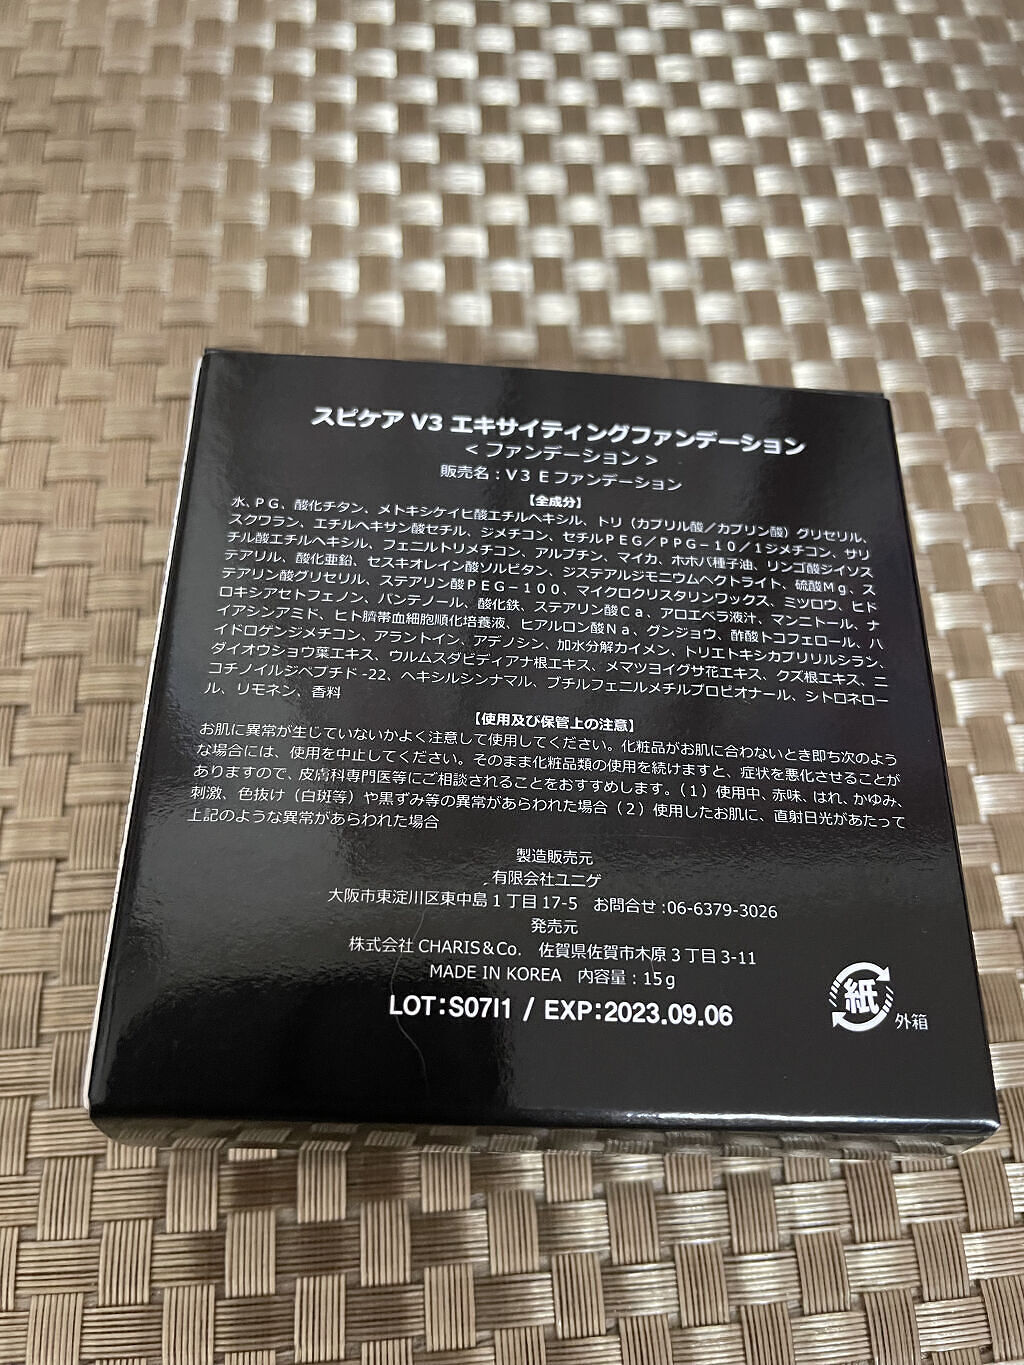 スピケア V3 エキサイティングファンデーション
＜ファンデーション＞
販売名：V3 E ファンデーション
【全成分】
水、PG、酸化チタン、メトキシケイヒ酸エチルヘキシル、トリ（カプリル酸／カプリン酸）グリセリル、
スクワラン、エチルヘキサン酸セチル、ジメチコン、セチルPEG／PPG－10／1ジメチコン、サリ
チル酸エチルヘキシル、フェニルトリメチコン、アルブチン、マイカ、ホホバ種子油、リンゴ酸ジイソス
テアリル、酸化亜鉛、セスキオレイン酸ソルビタン、ジステアルジモニウムヘクトライト、硫酸Mg、ス
テアリン酸グリセリル、ステアリン酸PEG－100、マイクロクリスタリンワックス、ミツロウ、ヒド
ロキシアセトフェノン、パンテノール、酸化鉄、ステアリン酸Ca、アロエベラ液汁、マンニトール、ナ
イアシンアミド、ヒト臍帯血細胞順化培養液、ヒアルロン酸Na、グンジョウ、酢酸トコフェロール、ハ
イドロゲンジメチコン、アラントイン、アデノシン、加水分解カイメン、トリエトキシカプリリルシラン、
ダイオウショウ葉エキス、ウルムスダビディアナ根エキス、メマツヨイグサ花エキス、クズ根エキス、ニ
コチノイルジペプチド-22、ヘキシルシンナマル、ブチルフェニルメチルプロピオナール、シトロネロー
ル、リモネン、香料
【使用及び保管上の注意】
お肌に異常が生じていないかよく注意して使用してください。化粧品がお肌に合わないとき即ち次のよう
な場合には、使用を中止してください。そのまま化粧品類の使用を続けますと、症状を悪化させることが
ありますので、皮膚科専門医等にご相談されることをおすすめします。（1）使用中、赤味、はれ、かゆみ、
刺激、色抜け（白斑等）や黒ずみ等の異常があらわれた場合（2）使用したお肌に、直射日光があたって
上記のような異常があらわれた場合
製造販売元
有限会社ユニゲ
大阪市東淀川区東中島1丁目17-5 お問合せ:06-6379-3026
発売元
株式会社 CHARIS＆Co. 佐賀県佐賀市木原3丁目3-11
MADE IN KOREA 内容量：15g
LOT:S07I1 / EXP:2023.09.06
紙
外箱